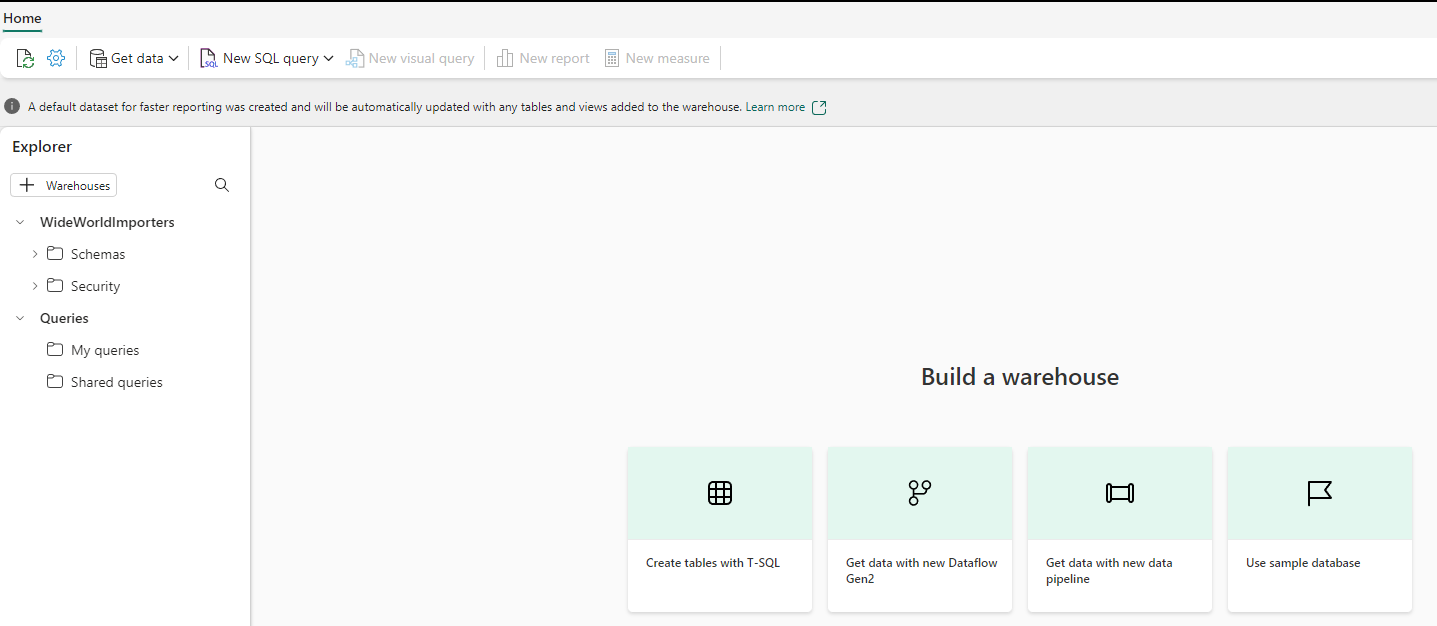 Home
Get data
SQL
New SQL query
New visual query
New report
New measure
A default dataset for faster reporting was created and will be automatically updated with any tables and views added to the warehouse. Learn more
Explorer
+ Warehouses
WideWorldImporters
Schemas
Security
Queries
My queries
Shared queries
Build a warehouse
Create tables with T-SQL
Get data with new Dataflow
Gen2
Get data with new data
pipeline
Use sample database